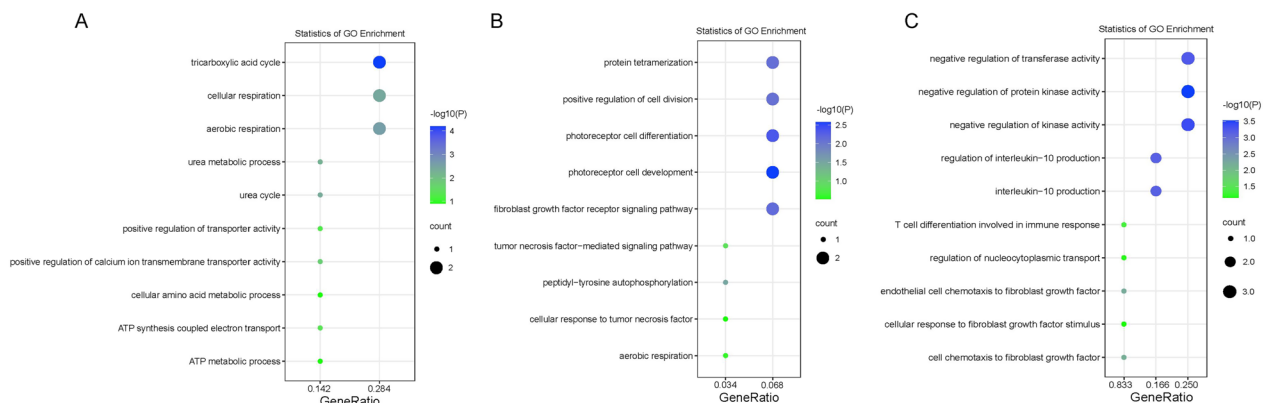 A
Statistics of GO Enrichment
tricarboxylic acid cycle
cellular respiration
aerobic respiration
urea metabolic process
urea cycle
positive regulation of transporter activity
positive regulation of calcium ion transmembrane transporter activity
cellular amino acid metabolic process
ATP synthesis coupled electron transport
ATP metabolic process
0.142 0.284
GeneRatio
-log10(P)
4
3
2
1
count
1
2
B
Statistics of GO Enrichment
protein tetramerization
positive regulation of cell division
photoreceptor cell differentiation
photoreceptor cell development
fibroblast growth factor receptor signaling pathway
tumor necrosis factor-mediated signaling pathway
peptidyl-tyrosine autophosphorylation
cellular response to tumor necrosis factor
aerobic respiration
0.034 0.068
GeneRatio
-log10(P)
2.5
2.0
1.5
1.0
count
1
2
C
Statistics of GO Enrichment
negative regulation of transferase activity
negative regulation of protein kinase activity
negative regulation of kinase activity
regulation of interleukin-10 production
interleukin-10 production
T cell differentiation involved in immune response
regulation of nucleocytoplasmic transport
endothelial cell chemotaxis to fibroblast growth factor
cellular response to fibroblast growth factor stimulus
cell chemotaxis to fibroblast growth factor
0.833 0.166 0.250
GeneRatio
-log10(P)
3.5
3.0
2.5
2.0
1.5
count
1.0
2.0
3.0